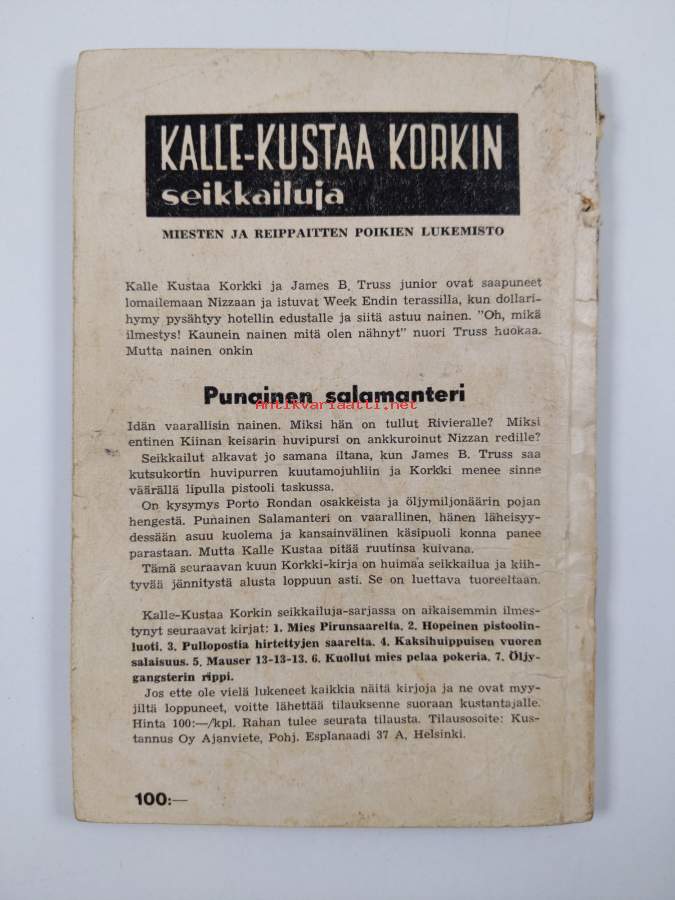 KALLE-KUSTAA KORKIN
seikkailuja
MIESTEN JA REIPPAITTEN POIKIEN LUKEMISTO
Kalle Kustaa Korkki ja James B. Truss junior ovat saapuneet
lomailemaan Nizzaan ja istuvat Week Endin terassilla, kun dollari-
hymy pysähtyy hotellin edustalle ja siitä astuu nainen. ”Oh, mikä
ilmestys! Kaunein nainen mitä olen nähnyt” nuori Truss huokaa.
Mutta nainen onkin
Punainen salamanteri
Antikvariaatti.net
Idän vaarallisin nainen. Miksi hän on tullut Rivieralle? Miksi
entinen Kiinan keisarin huvipursi on ankkuroinut Nizzan redille?
Seikkailut alkavat jo samana iltana, kun James B. Truss saa
kutsukortin huvipurren kuutamojuhliin ja Korkki menee sinne
väärällä lipulla pistooli taskussa.
On kysymys Porto Rondan osakkeista ja öljymiljonäärin pojan
hengestä. Punainen Salamanteri on vaarallinen, hänen läheisyy-
dessään asuu kuolema ja kansainvälinen käsipuoli konna panee
parastaan. Mutta Kalle Kustaa pitää ruutinsa kuivana.
Tämä seuraavan kuun Korkki-kirja on huimaa seikkailua ja kiih-
tyvää jännitystä alusta loppuun asti. Se on luettava tuoreeltaan.
Kalle-Kustaa Korkin seikkailuja-sarjassa on aikaisemmin ilmes-
tynyt seuraavat kirjat: 1. Mies Pirunsaarelta. 2. Hopeinen pistoolin-
luoti. 3. Pullopostia hirtettyjen saarelta. 4. Kaksihuippuisen vuoren
salaisuus. 5. Mauser 13-13-13. 6. Kuollut mies pelaa pokeria. 7. Öljy-
gangsterin rippi.
Jos ette ole vielä lukeneet kaikkia näitä kirjoja ja ne ovat myy-
jiltä loppuneet, voitte lähettää tilauksenne suoraan kustantajalle.
Hinta 100:—/kpl. Rahan tulee seurata tilausta. Tilausosoite: Kus-
tannus Oy Ajanviete, Pohj. Esplanaadi 37 A, Helsinki.
100:—